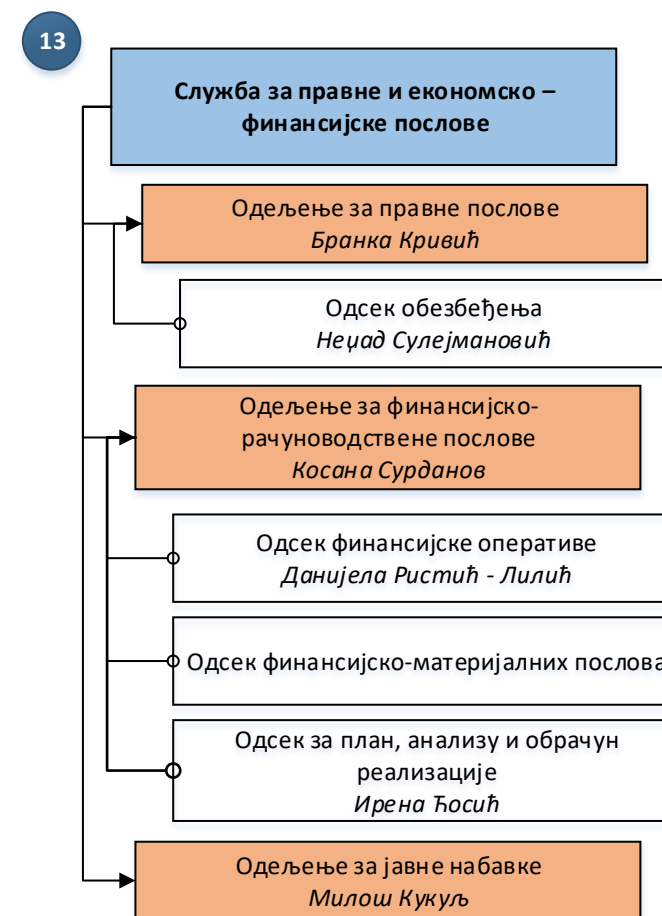 13
Служба за правне и економско –
финансијске послове
Одељење за правне послове
Бранка Кривић
Одсек обезбеђења
Неџад Сулејмановић
Одељење за финансијско-
рачуноводствене послове
Косана Сурданов
Одсек финансијске оперативе
Данијела Ристић - Лилић
Одсек финансијско-материјалних послова
Одсек за план, анализу и обрачун
реализације
Ирена Ћосић
Одељење за јавне набавке
Милош Кукуљ